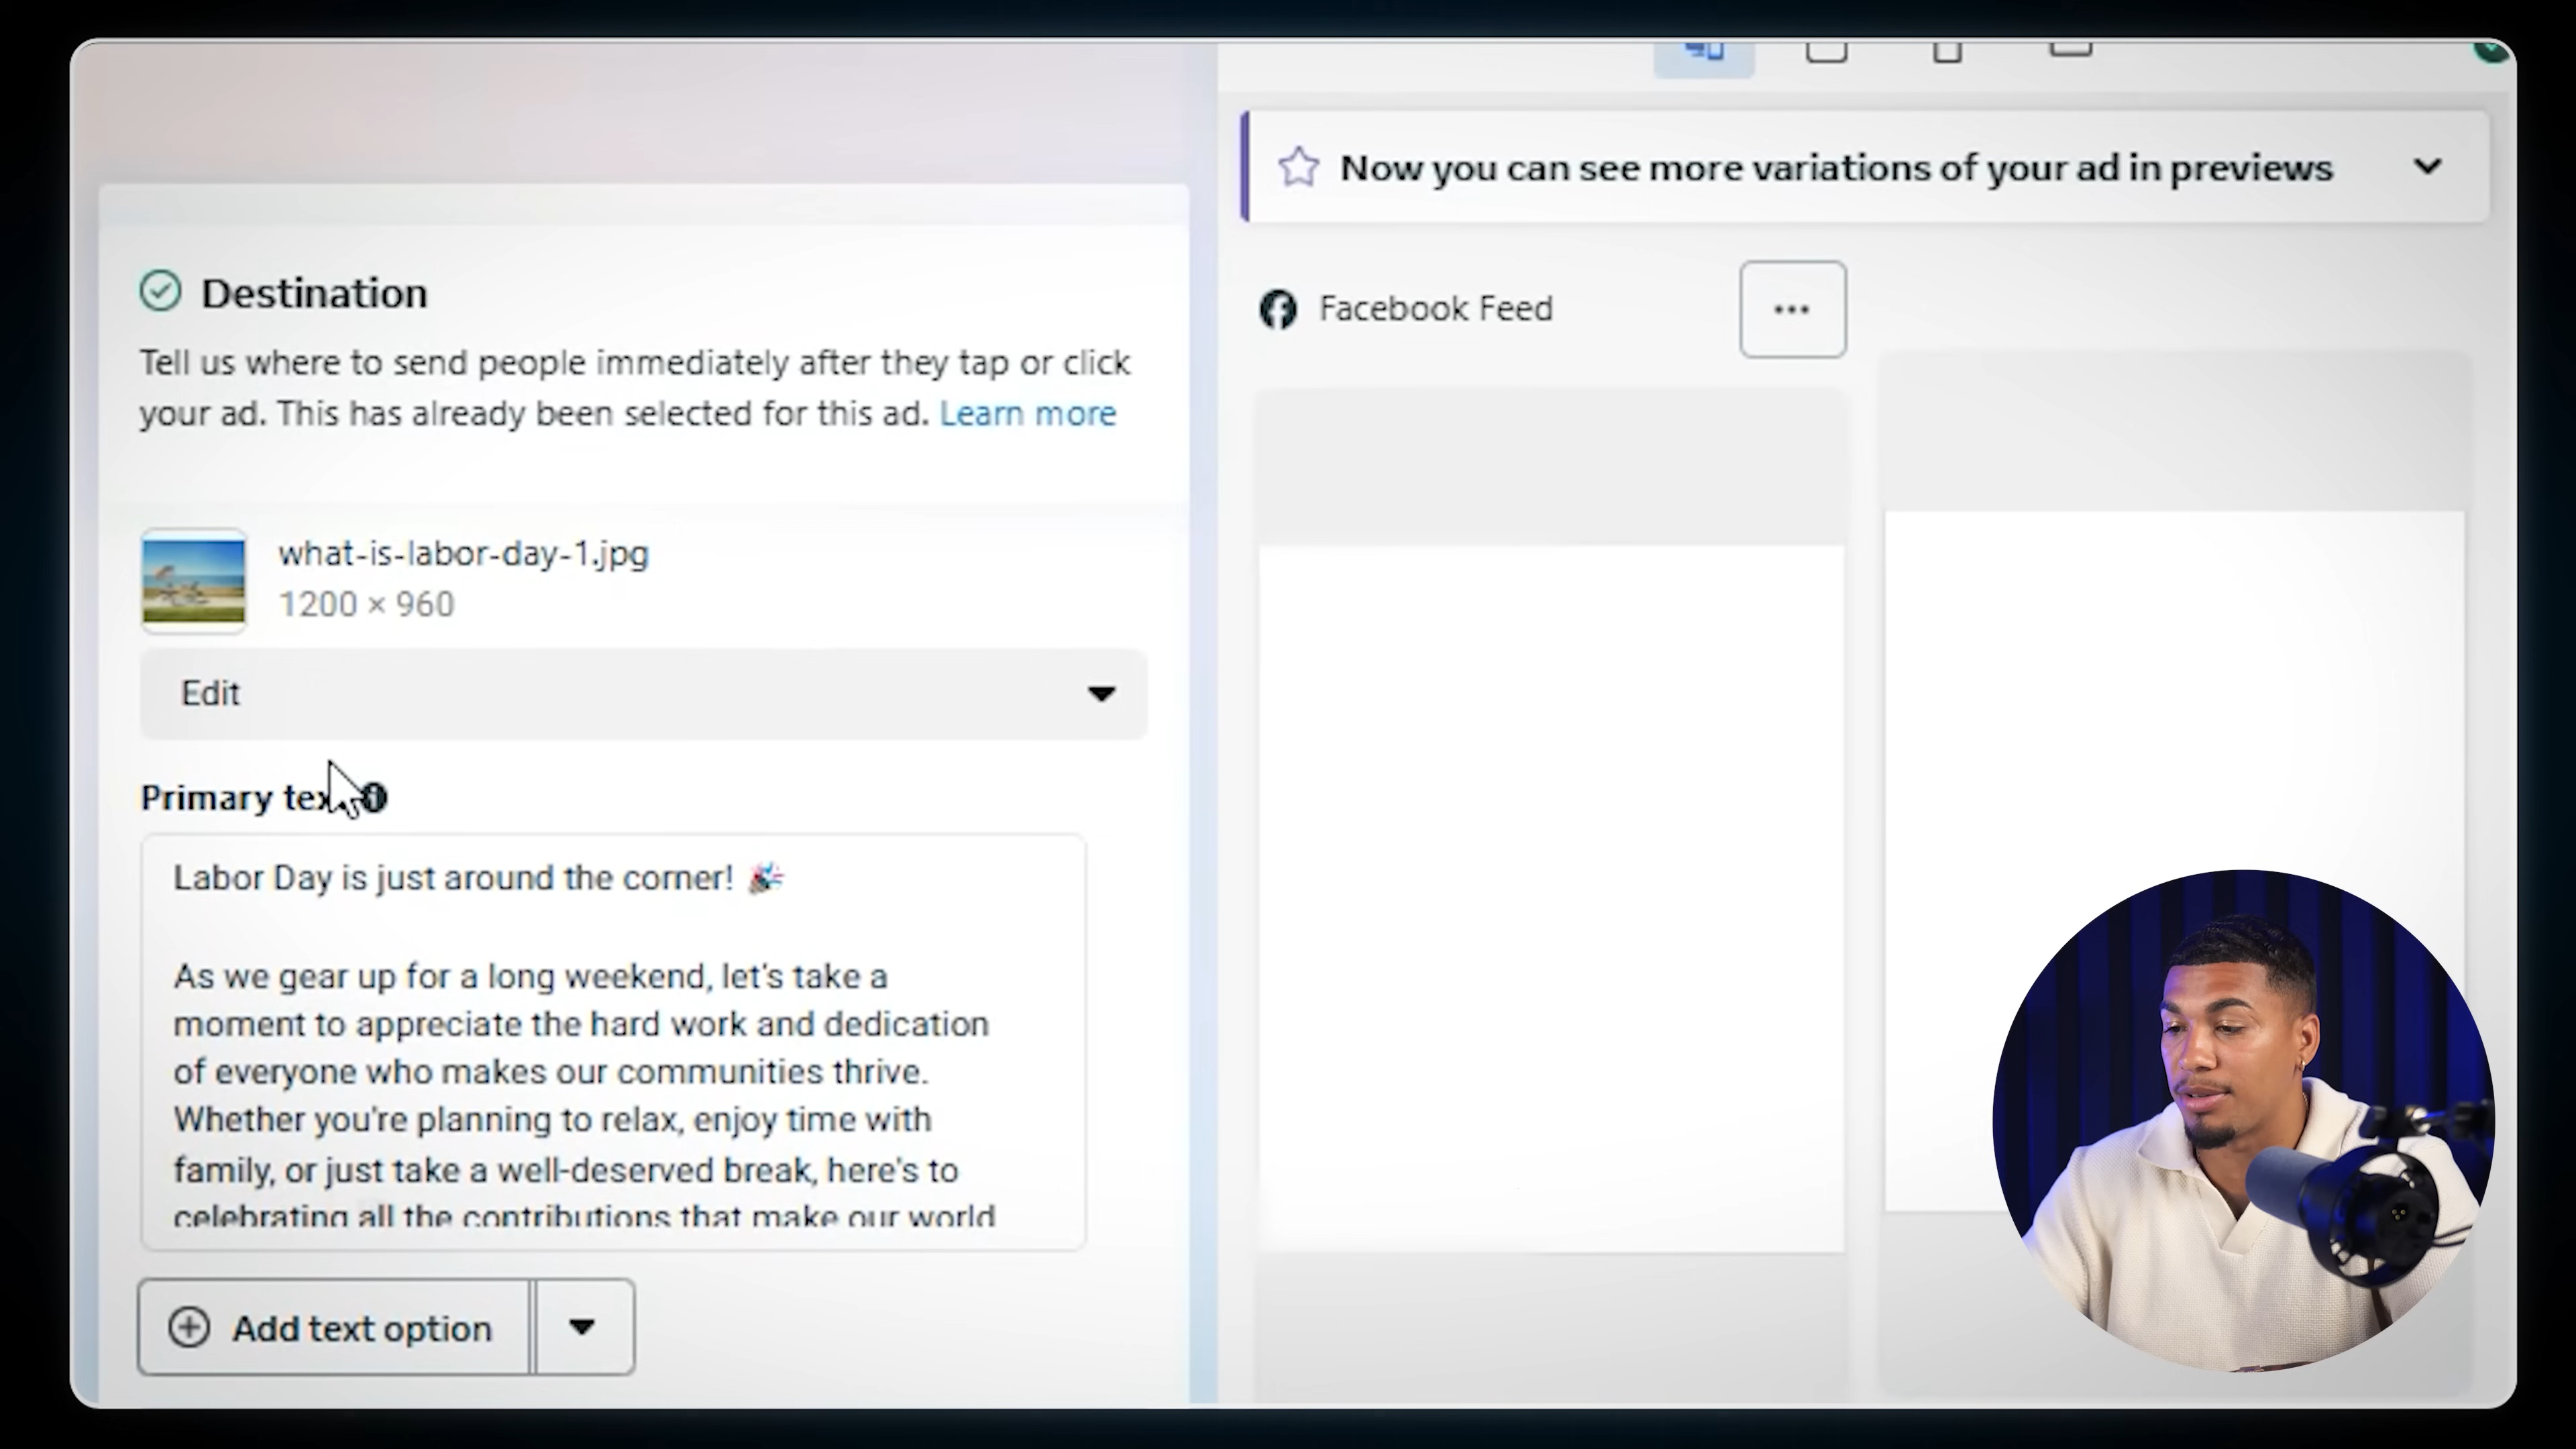 Now you can see more variations of your ad in previews
Destination
Tell us where to send people immediately after they tap or click
your ad. This has already been selected for this ad. Learn more
Facebook Feed
what-is-labor-day-1.jpg
1200 × 960
Edit
Primary tex
Labor Day is just around the corner! 🎉
As we gear up for a long weekend, let's take a
moment to appreciate the hard work and dedication
of everyone who makes our communities thrive.
Whether you're planning to relax, enjoy time with
family, or just take a well-deserved break, here's to
celebrating all the contributions that make our world
Add text option